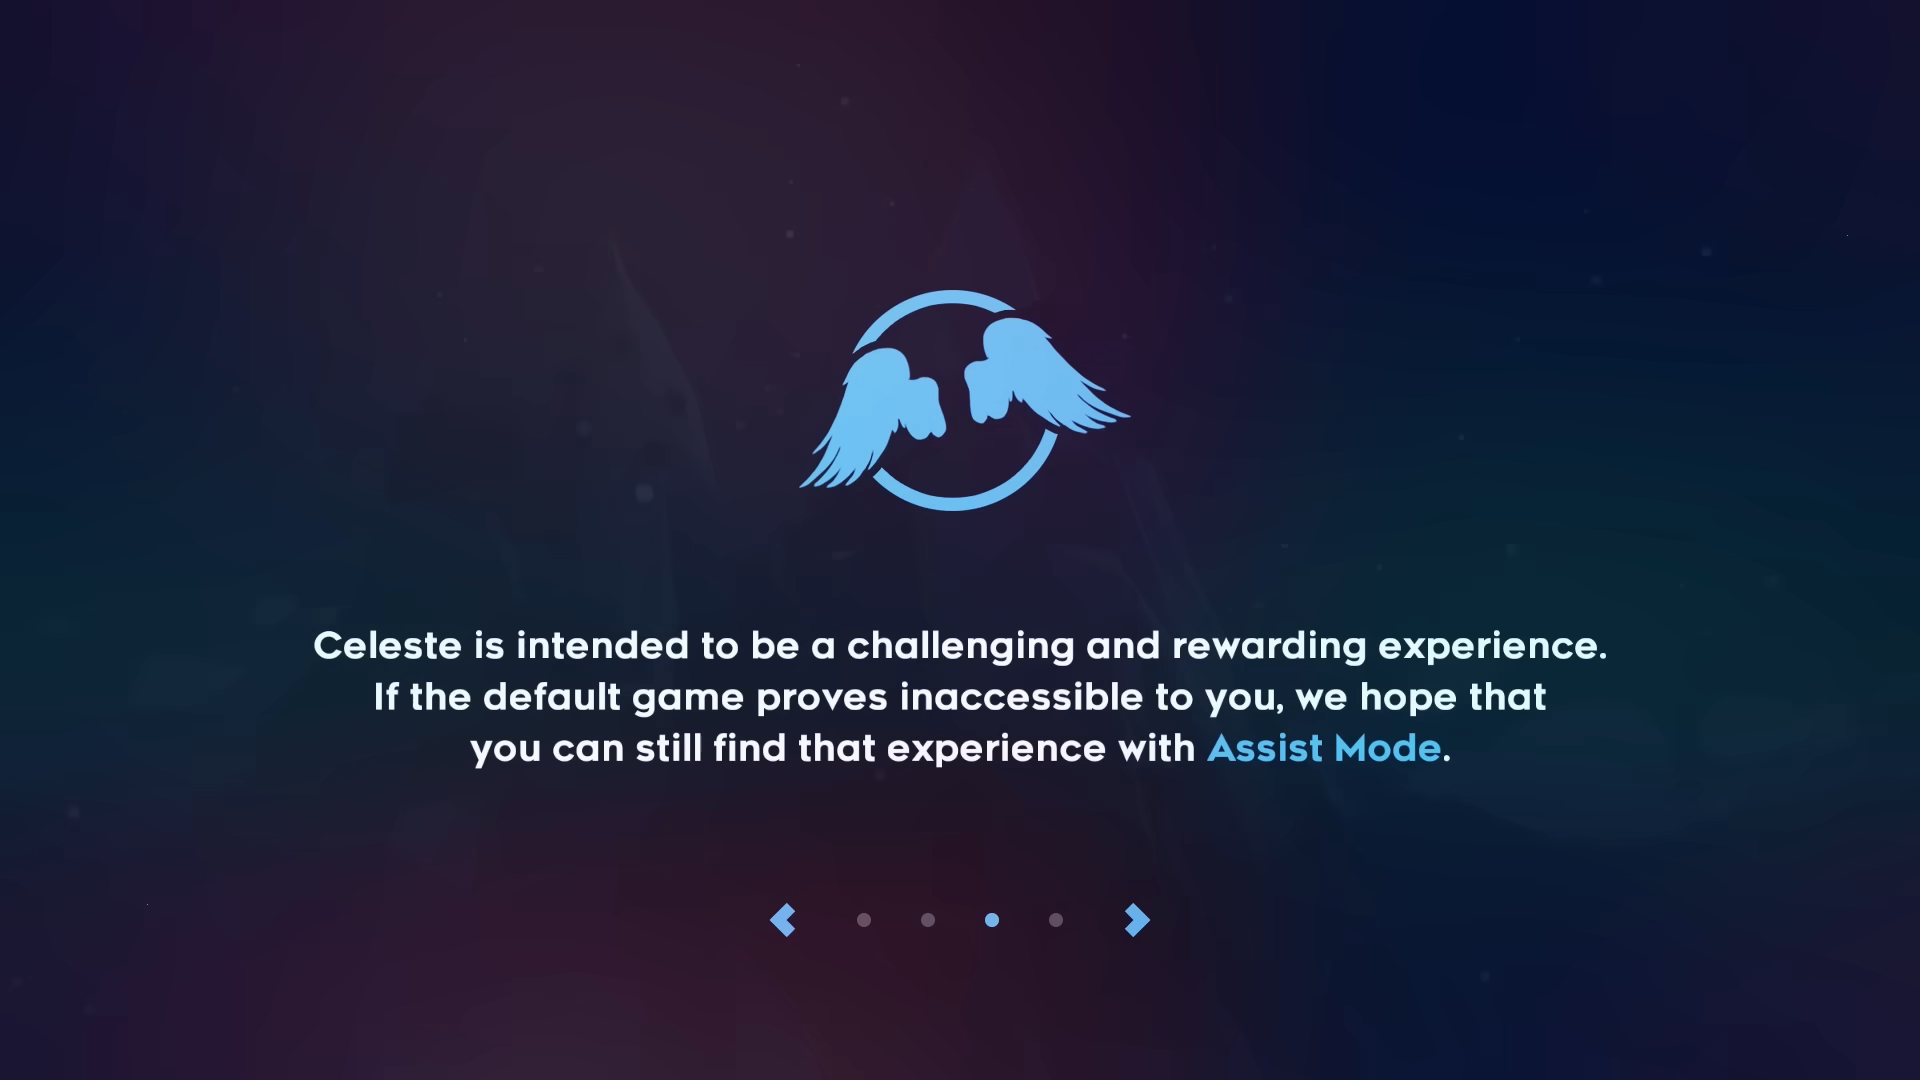 Celeste is intended to be a challenging and rewarding experience.
If the default game proves inaccessible to you, we hope that
you can still find that experience with Assist Mode.